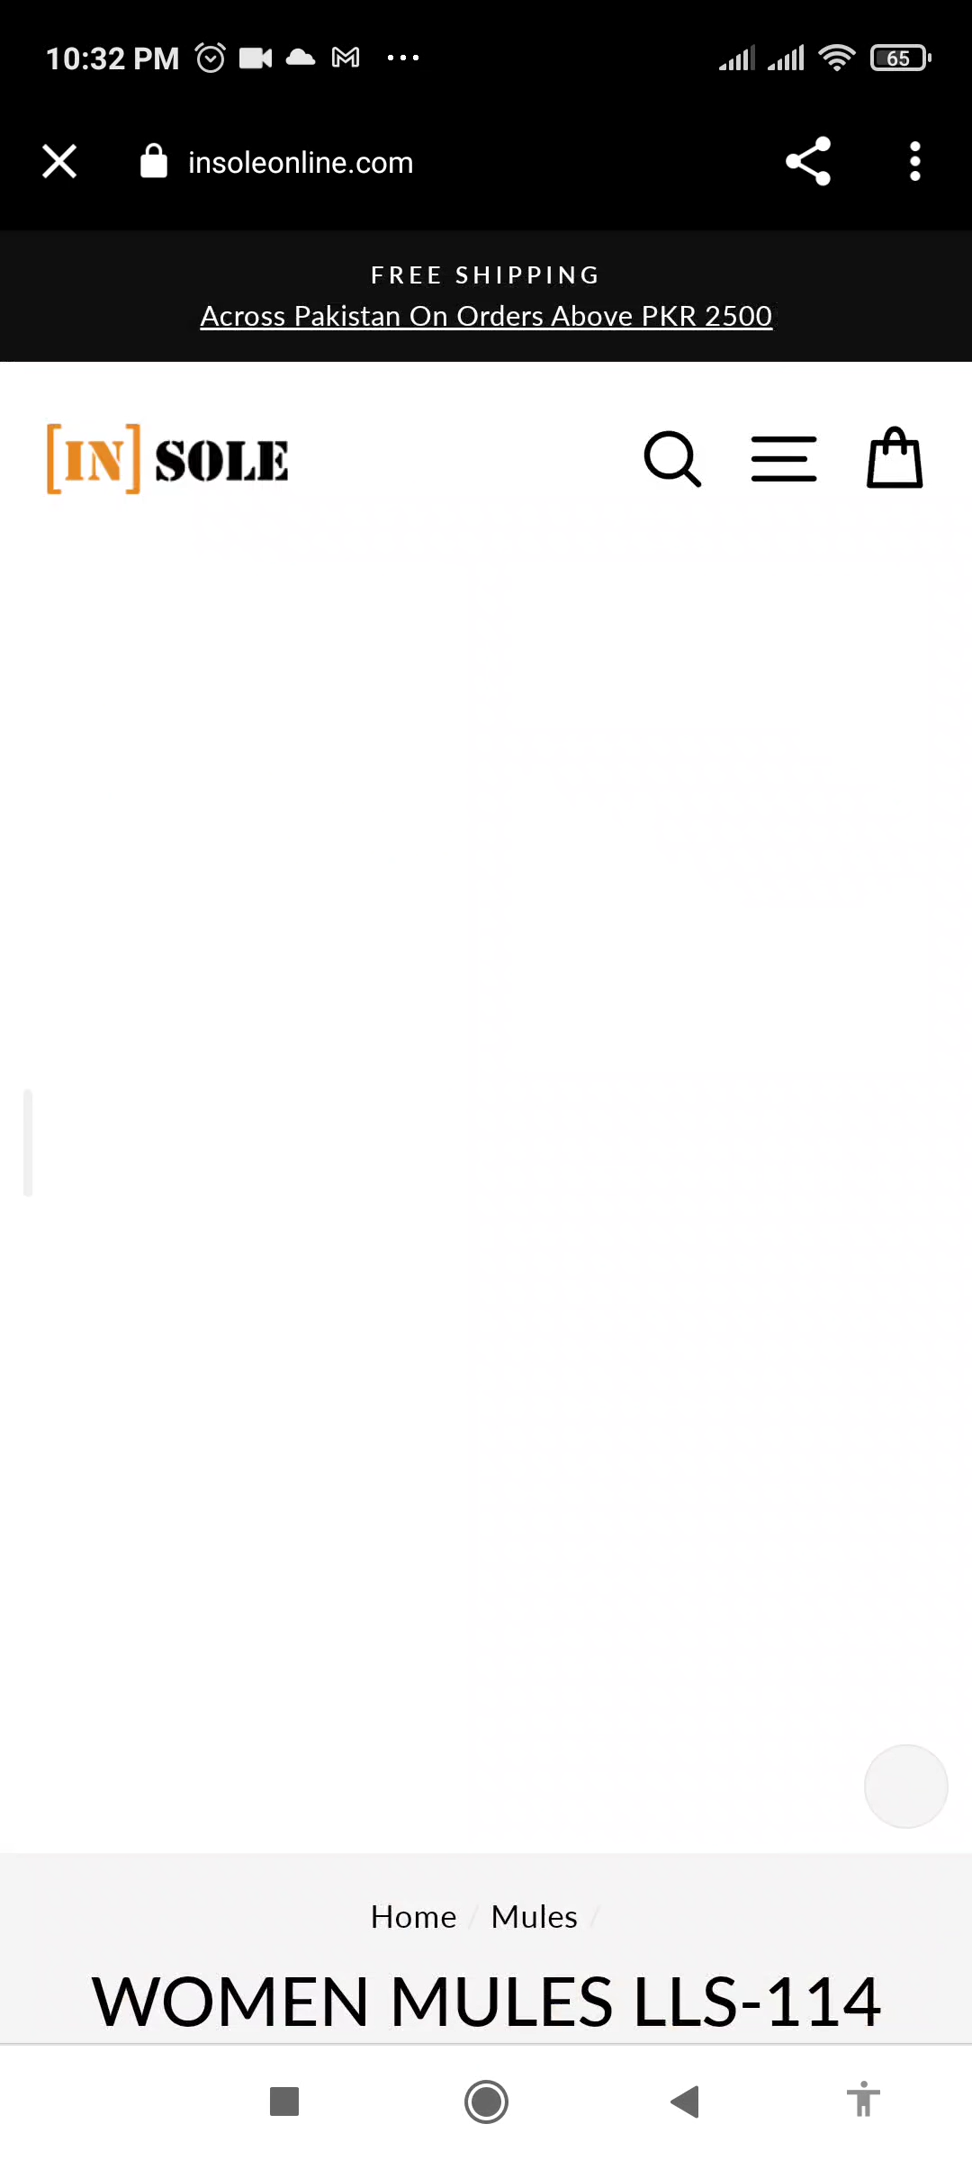 10:32 PM
65
insoleonline.com
FREE SHIPPING
Across Pakistan On Orders Above PKR 2500
[IN] SOLE
Home / Mules /
WOMEN MULES LLS-114